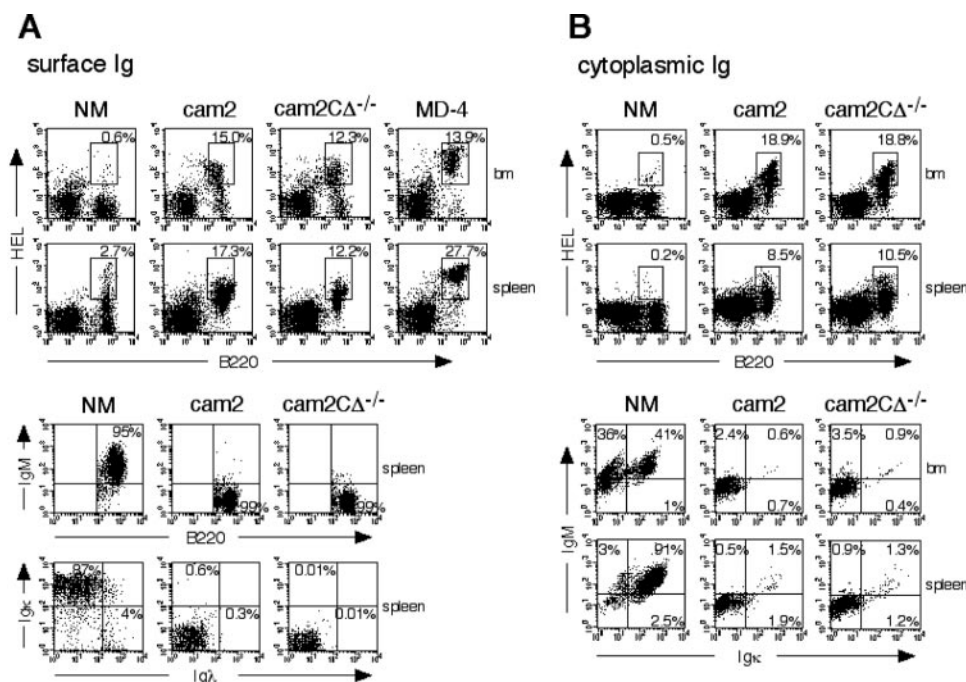 A
surface Ig
NM cam2 cam2CΔ-/- MD-4
0.6% 15.0% 12.3% 13.9%
bm
2.7% 17.3% 12.2% 27.7%
spleen
HEL
B220
NM cam2 cam2CΔ-/-
95% 99% 99%
spleen
IgM
B220
87% 0.6% 0.01%
4% 0.3% 0.01%
spleen
Igκ
Igλ
B
cytoplasmic Ig
NM cam2 cam2CΔ-/-
0.5% 18.9% 18.8%
bm
0.2% 8.5% 10.5%
spleen
HEL
B220
NM cam2 cam2CΔ-/-
36% 41% 2.4% 0.6% 3.5% 0.9%
1% 0.7% 0.4%
bm
3% 91% 0.5% 1.5% 0.9% 1.3%
2.5% 1.9% 1.2%
spleen
IgM
Igκ